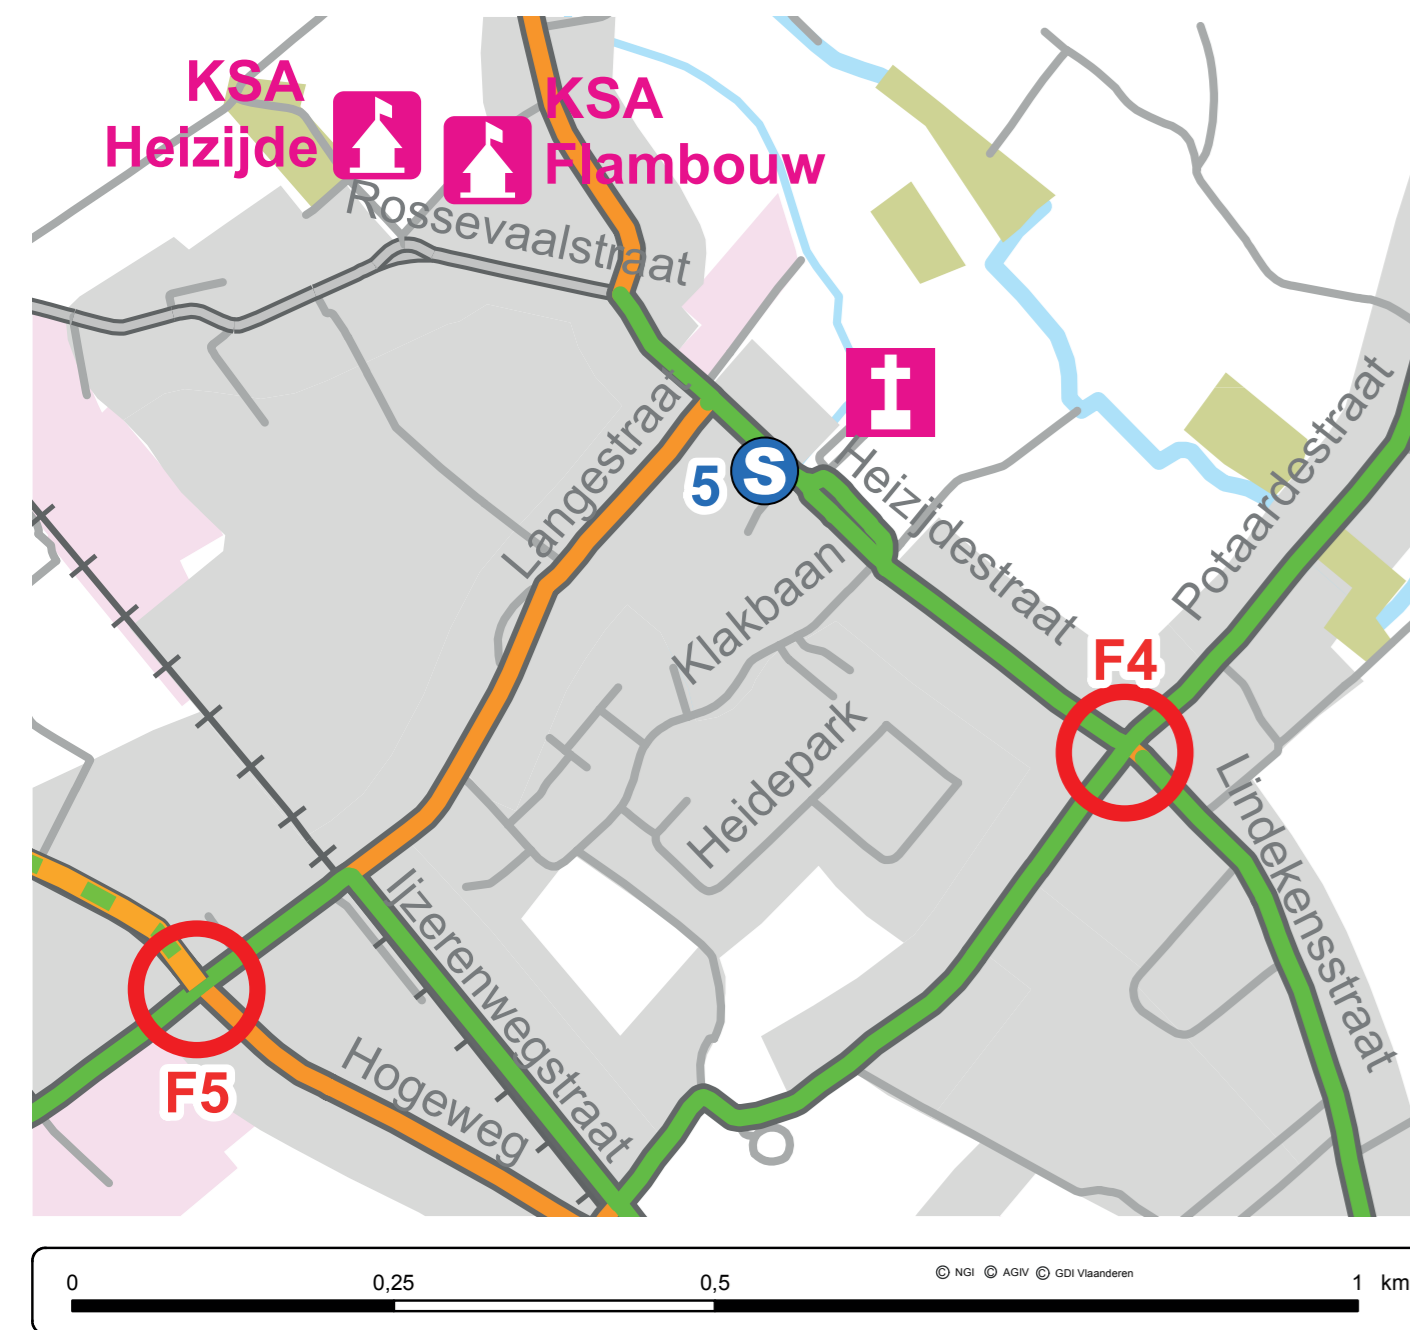 KSA
Heizijde
KSA
Flambouw
Rossevaalstraat
Langestraat
5
S
Heizijdestraat
Potaardestraat
Klakbaan
F4
Heidepark
Lindekensstraat
Ijzerenwegstraat
Hogeweg
F5
© NGI © AGIV © GDI Vlaanderen
0 0,25 0,5 1 km